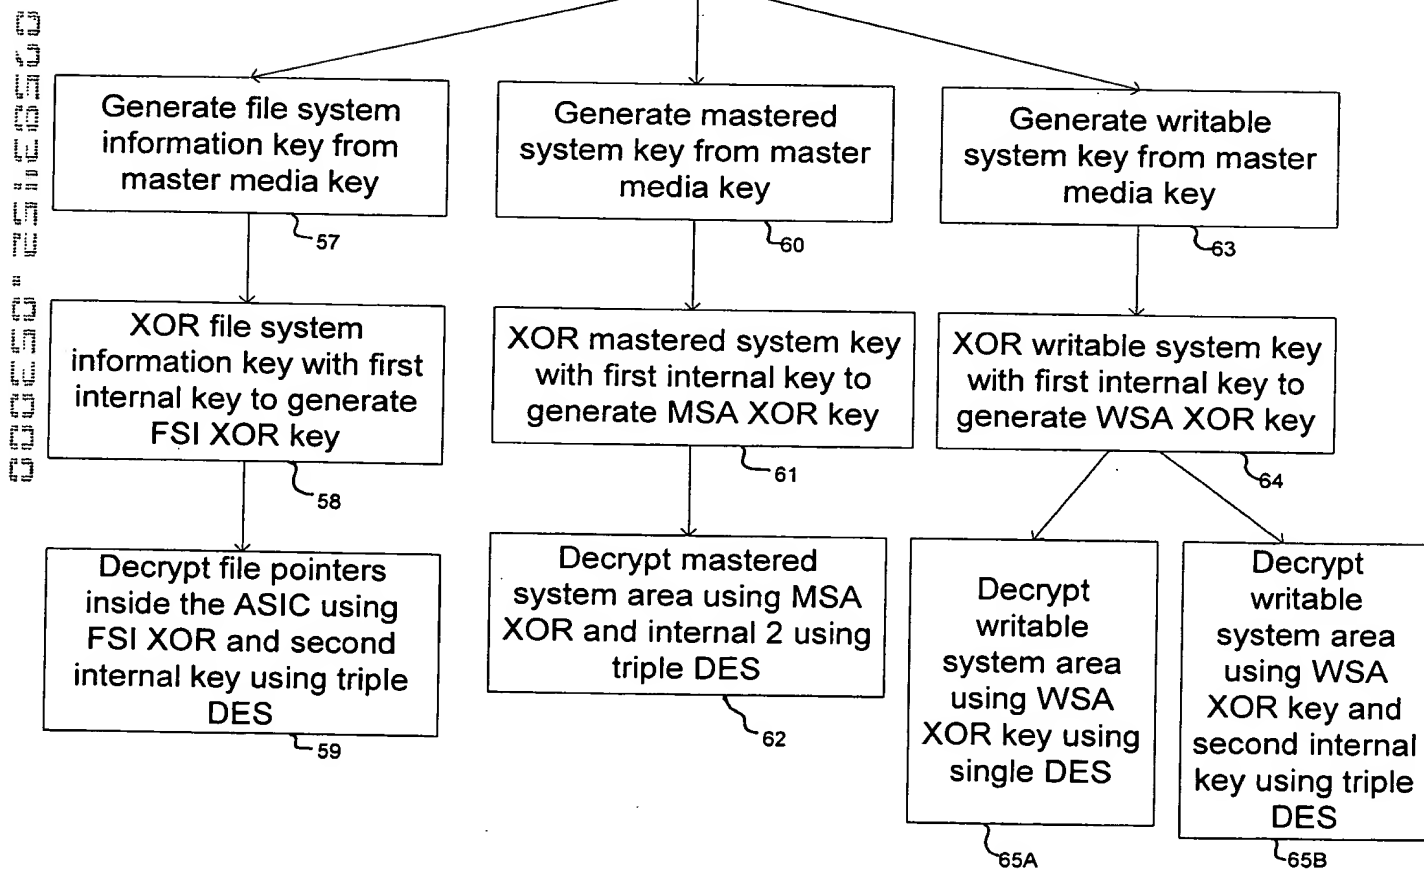 Generate file system
information key from
master media key
57
Generate mastered
system key from master
media key
60
Generate writable
system key from master
media key
63
XOR file system
information key with first
internal key to generate
FSI XOR key
58
XOR mastered system key
with first internal key to
generate MSA XOR key
61
XOR writable system key
with first internal key to
generate WSA XOR key
64
Decrypt file pointers
inside the ASIC using
FSI XOR and second
internal key using triple
DES
59
Decrypt mastered
system area using MSA
XOR and internal 2 using
triple DES
62
Decrypt
writable
system area
using WSA
XOR key using
single DES
65A
Decrypt
writable
system area
using WSA
XOR key and
second internal
key using triple
DES
65B